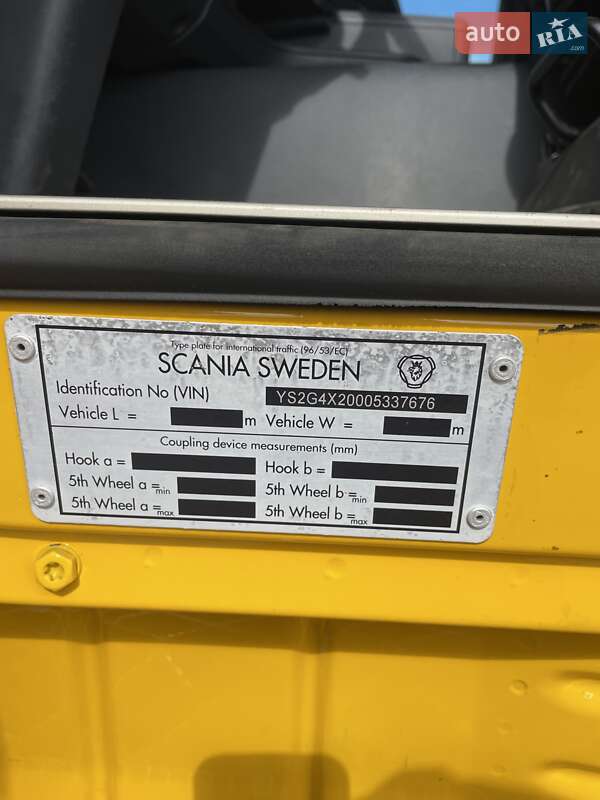 auto RIA .com
Type plate for international traffic (96/53/EC)
SCANIA SWEDEN
Identification No (VIN) YS2G4X20005337676
Vehicle L = m Vehicle W = m
Coupling device measurements (mm)
Hook a = Hook b =
5th Wheel a =min 5th Wheel b =min
5th Wheel a =max 5th Wheel b =max